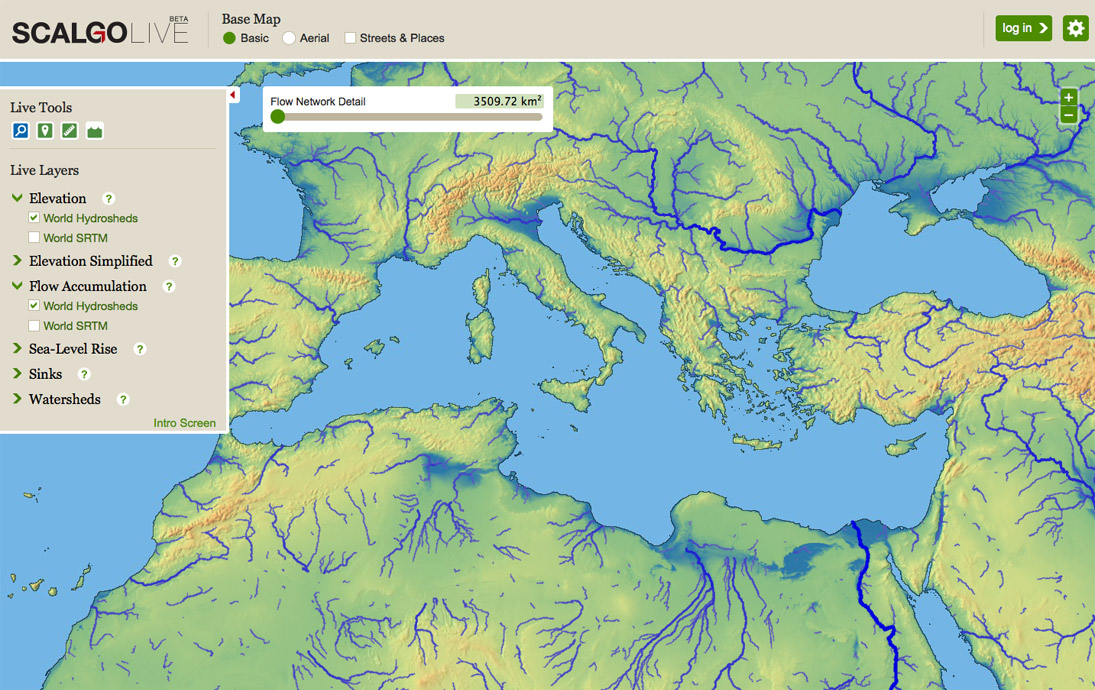 SCALGO LIVE BETA
Base Map
Basic Aerial Streets & Places
log in
Flow Network Detail 3509.72 km²
+
−
Live Tools
Live Layers
Elevation ?
World Hydrosheds
World SRTM
Elevation Simplified ?
Flow Accumulation ?
World Hydrosheds
World SRTM
Sea-Level Rise ?
Sinks ?
Watersheds ?
Intro Screen